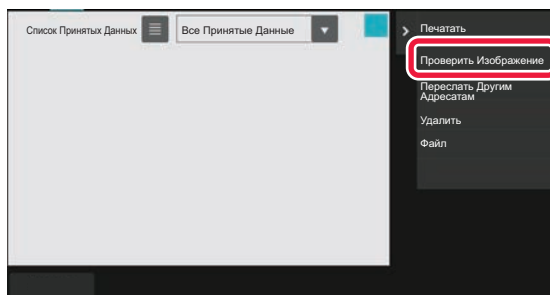 Список Принятых Данных
Все Принятые Данные
Печатать
Проверить Изображение
Переслать Другим
Адресатам
Удалить
Файл